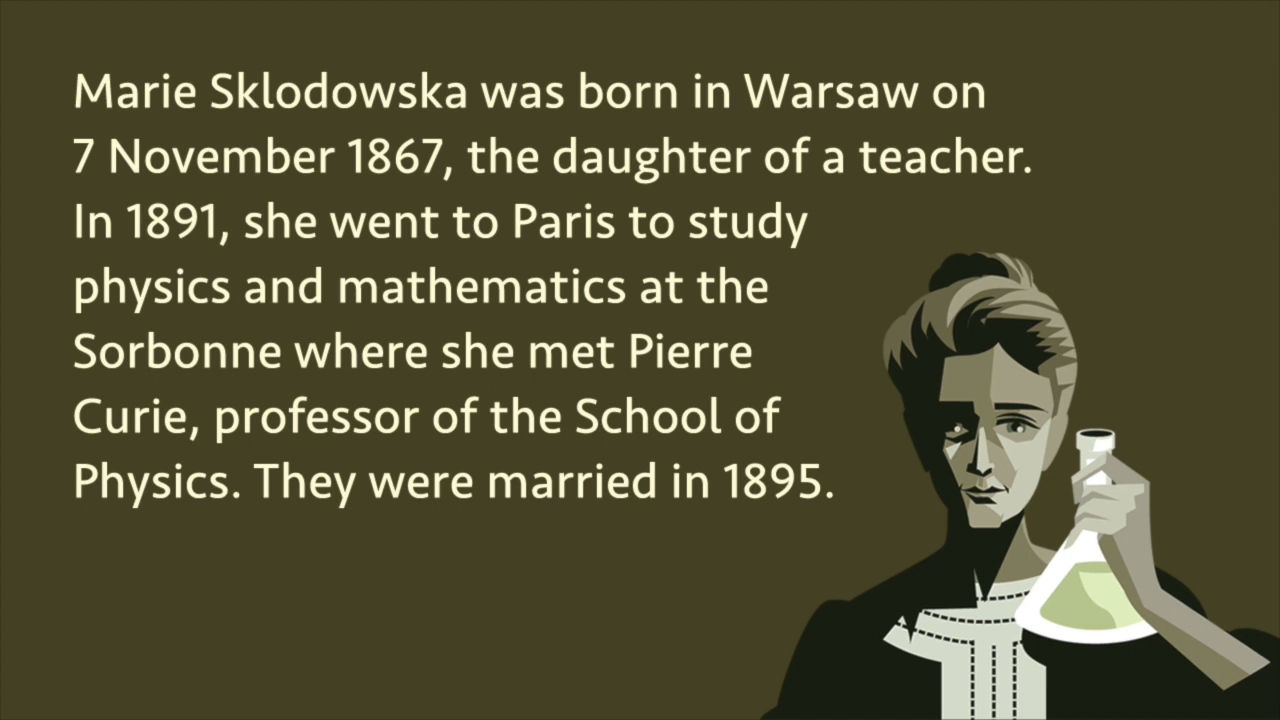 Marie Sklodowska was born in Warsaw on
7 November 1867, the daughter of a teacher.
In 1891, she went to Paris to study
physics and mathematics at the
Sorbonne where she met Pierre
Curie, professor of the School of
Physics. They were married in 1895.